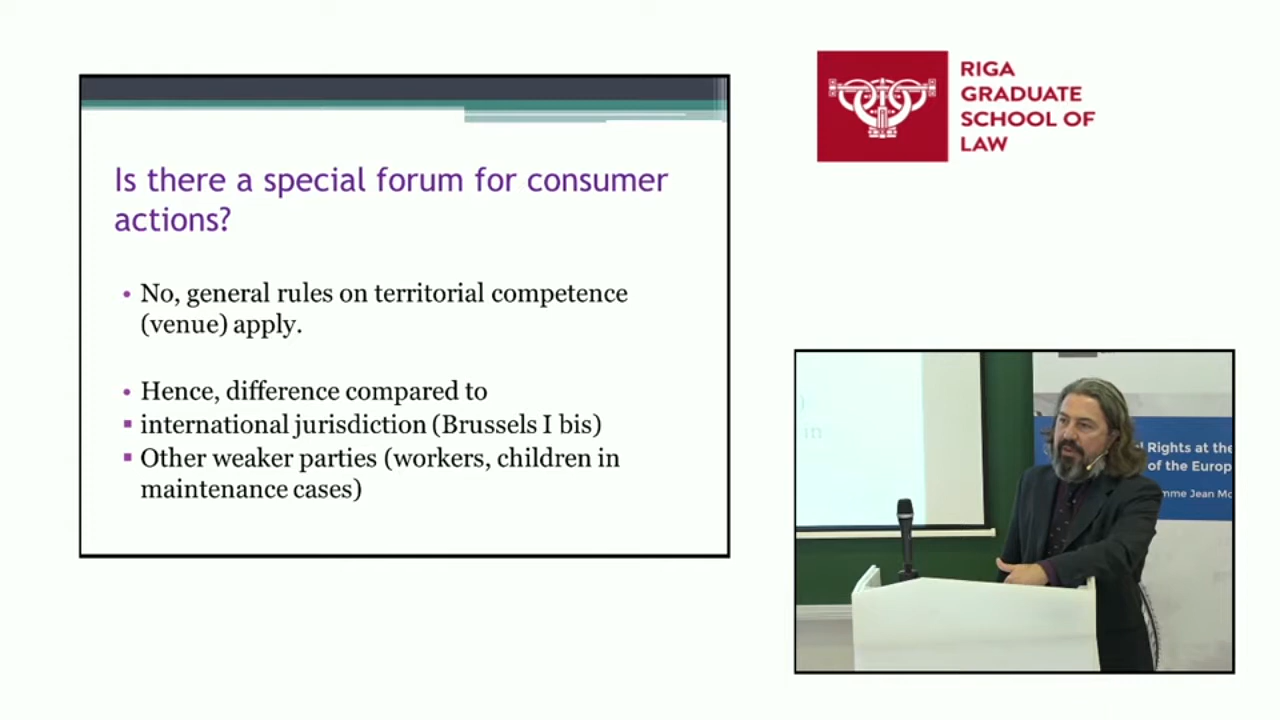 Is there a special forum for consumer
actions?
• No, general rules on territorial competence
(venue) apply.
• Hence, difference compared to
▪ international jurisdiction (Brussels I bis)
▪ Other weaker parties (workers, children in
maintenance cases)
RIGA
GRADUATE
SCHOOL OF
LAW
in
Rights at the
of the Europ
mme Jean Mo